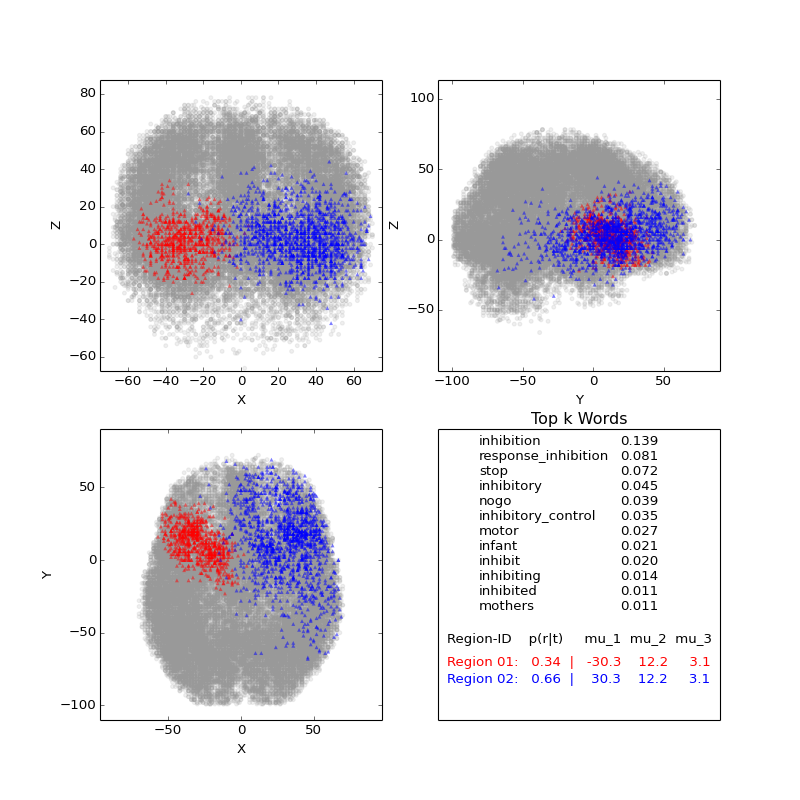 80
60
40
20
0
−20
−40
−60
Z
−60 −40 −20 0 20 40 60
X
100
50
0
−50
Z
−100 −50 0 50
Y
50
0
−50
−100
Y
−50 0 50
X
Top k Words
inhibition 0.139
response_inhibition 0.081
stop 0.072
inhibitory 0.045
nogo 0.039
inhibitory_control 0.035
motor 0.027
infant 0.021
inhibit 0.020
inhibiting 0.014
inhibited 0.011
mothers 0.011
Region-ID p(r|t) mu_1 mu_2 mu_3
Region 01: 0.34 | -30.3 12.2 3.1
Region 02: 0.66 | 30.3 12.2 3.1